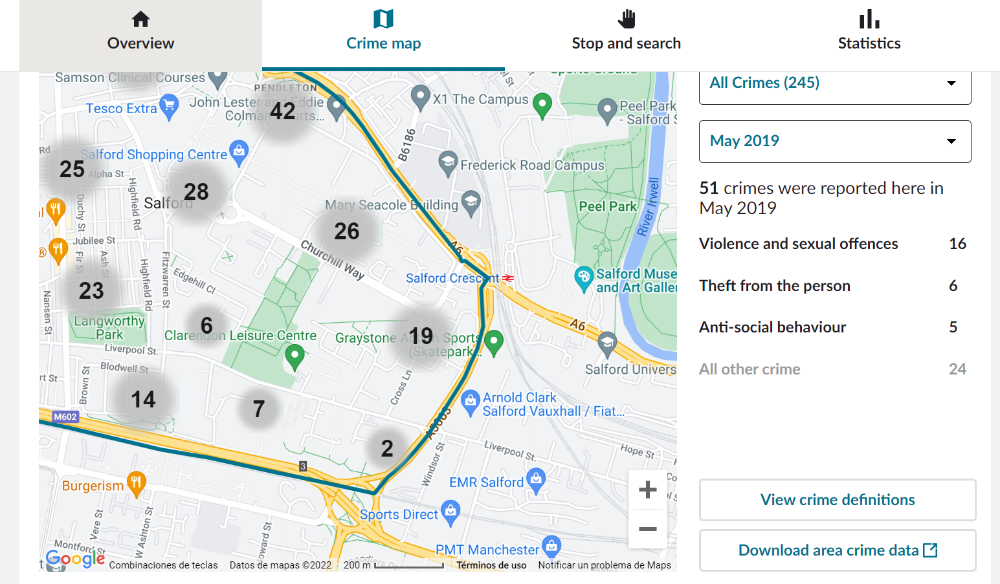 Overview
Crime map
Stop and search
Statistics
Samson Clinical Courses
PENDLETON
Tesco Extra
John Lester and Eddie
Colman Courts...
42
X1 The Campus
Peel Park
- Salford
B6186
Rd
25
Alpha St
Salford Shopping Centre
28
Salford
Highfield Rd
Duchy St
Frederick Road Campus
Mary Seacole Building
26
Peel Park
River Irwell
Jubilee St
Fir St
Ash St
Highfield Rd
Fitzwarren St
Churchill Way
A6
Salford Crescent
Salford Muse
and Art Galler
Edgehill Cl
23
Nansen St
Langworthy
Park
6
Clarendon Leisure Centre
Graystone Action Sports
(Skatepark...
19
A6
Salford Univers
Liverpool St.
Blodwell St
rt St
Brown St
14
7
Cross Ln
Arnold Clark
Salford Vauxhall / Fiat...
M602
A5063
2
Windsor St
Liverpool St.
Hope St
3
Burgerism
EMR Salford
Sports Direct
Vere St
W Ashton St
Montford St
PMT Manchester
Google
Combinaciones de teclas
Datos de mapas ©2022
200 m
Términos de uso
Notificar un problema de Maps
All Crimes (245)
May 2019
51 crimes were reported here in
May 2019
Violence and sexual offences 16
Theft from the person 6
Anti-social behaviour 5
All other crime 24
View crime definitions
Download area crime data